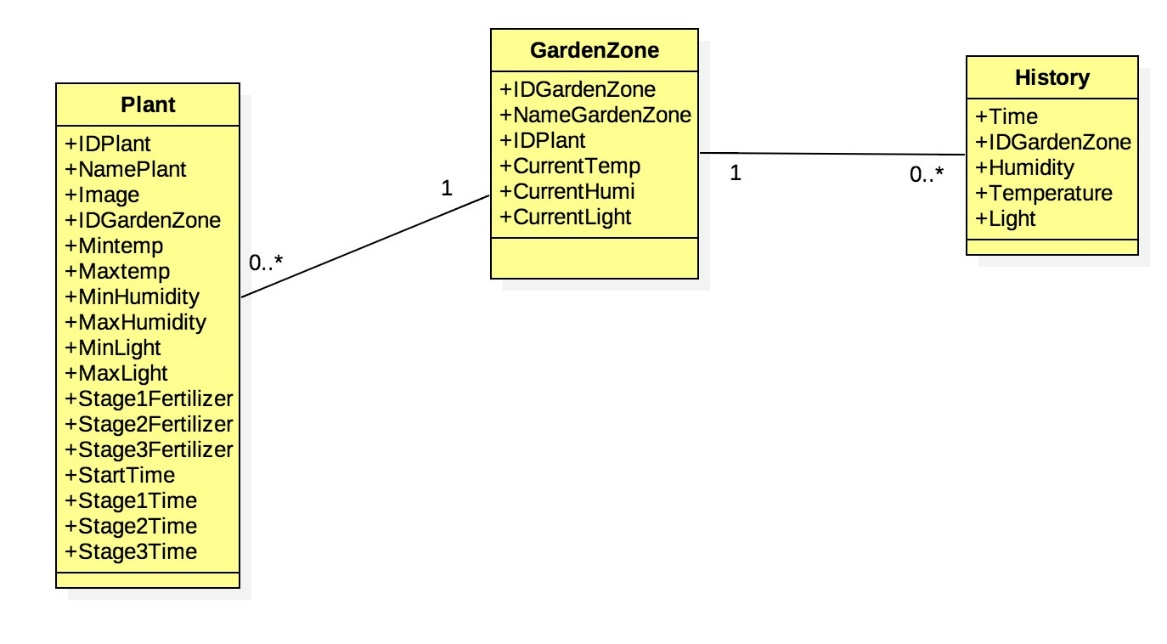 Plant
+IDPlant
+NamePlant
+Image
+IDGardenZone
+Mintemp
+Maxtemp
+MinHumidity
+MaxHumidity
+MinLight
+MaxLight
+Stage1Fertilizer
+Stage2Fertilizer
+Stage3Fertilizer
+StartTime
+Stage1Time
+Stage2Time
+Stage3Time
0..*
1
GardenZone
+IDGardenZone
+NameGardenZone
+IDPlant
+CurrentTemp
+CurrentHumi
+CurrentLight
1
0..*
History
+Time
+IDGardenZone
+Humidity
+Temperature
+Light